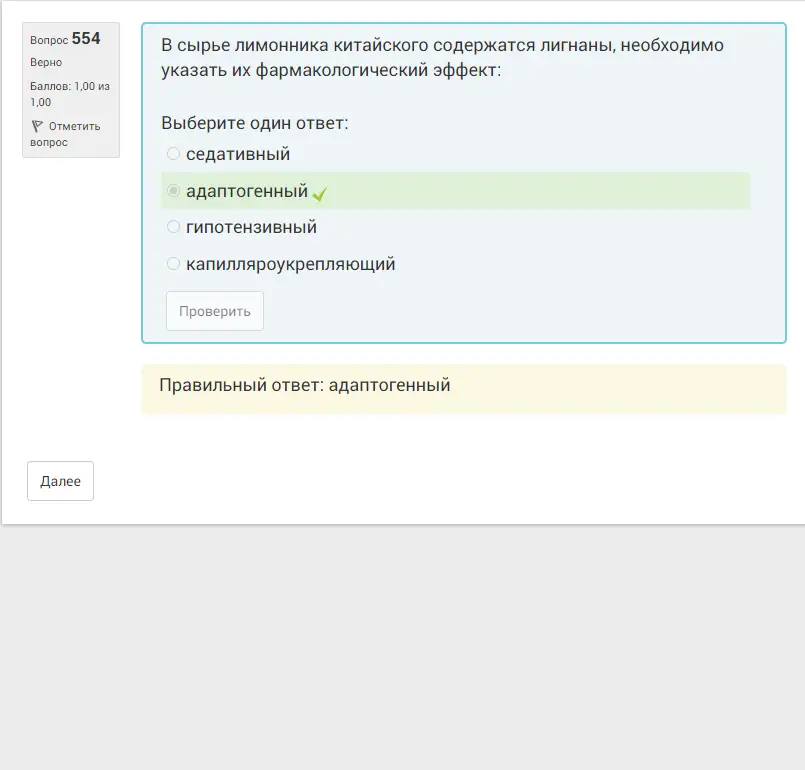 Вопрос 554
Верно
Баллов: 1,00 из
1,00
Отметить
вопрос
В сырье лимонника китайского содержатся лигнаны, необходимо
указать их фармакологический эффект:
Выберите один ответ:
седативный
адаптогенный
гипотензивный
капилляроукрепляющий
Проверить
Правильный ответ: адаптогенный
Далее